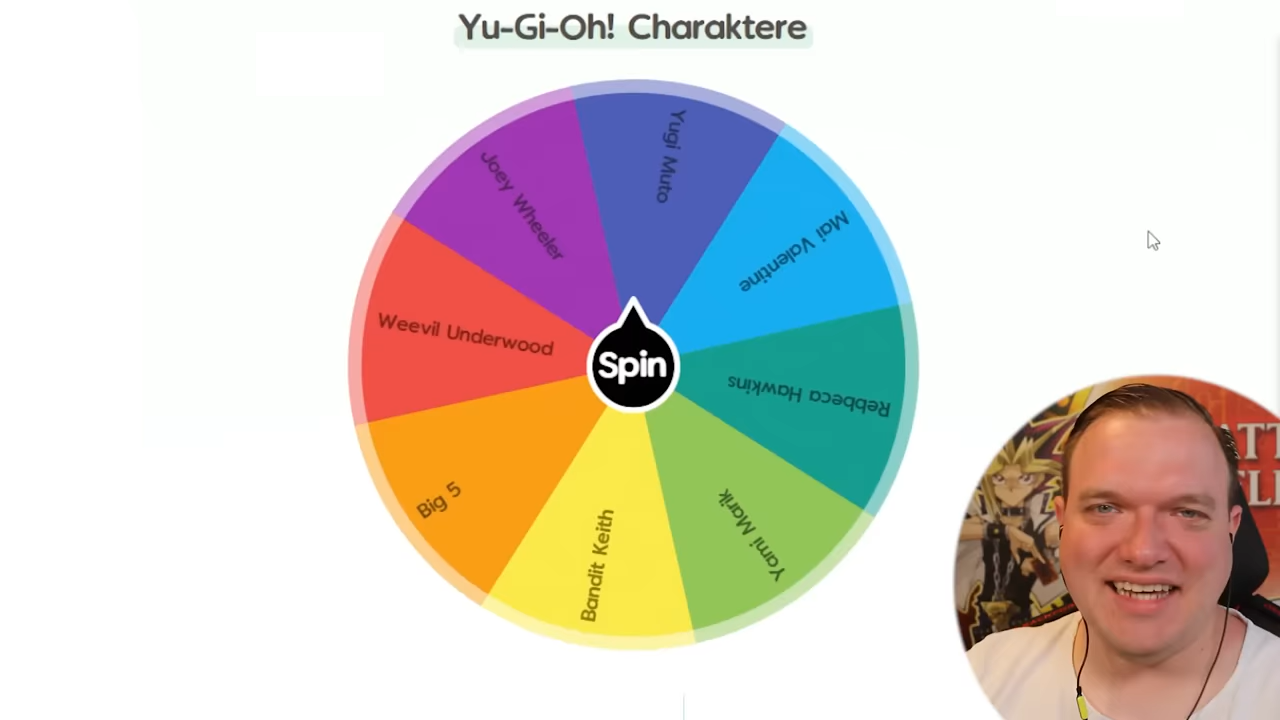 Yu-Gi-Oh! Charaktere
Yugi Muto
Mai Valentine
Rebbeca Hawkins
Yami Marik
Bandit Keith
Big 5
Weevil Underwood
Joey Wheeler
Spin